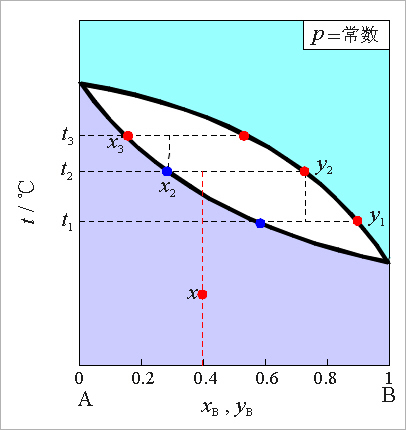 p=常数
t₃
x₃
t₂
y₂
x₂
t / ℃
t₁
y₁
x
0 0.2 0.4 0.6 0.8 1
A B
x_B , y_B